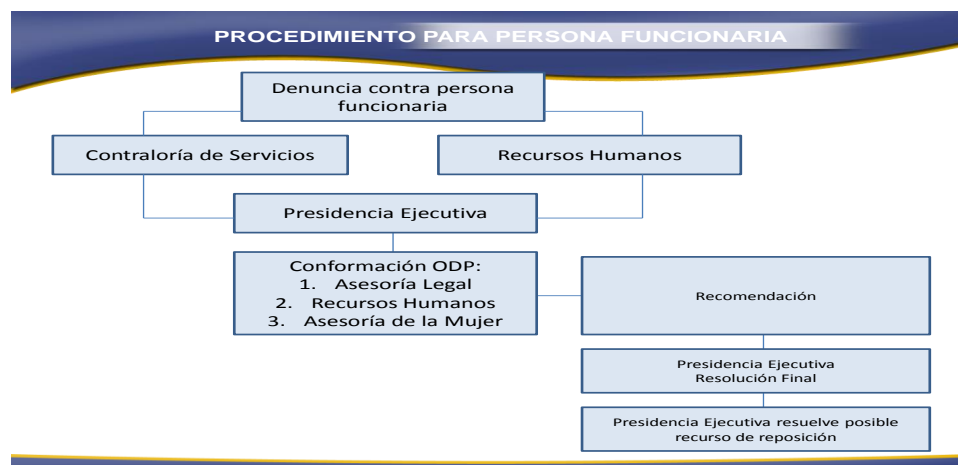 PROCEDIMIENTO PARA PERSONA FUNCIONARIA
Denuncia contra persona
funcionaria
Contraloría de Servicios
Recursos Humanos
Presidencia Ejecutiva
Conformación ODP:
1. Asesoría Legal
2. Recursos Humanos
3. Asesoría de la Mujer
Recomendación
Presidencia Ejecutiva
Resolución Final
Presidencia Ejecutiva resuelve posible
recurso de reposición